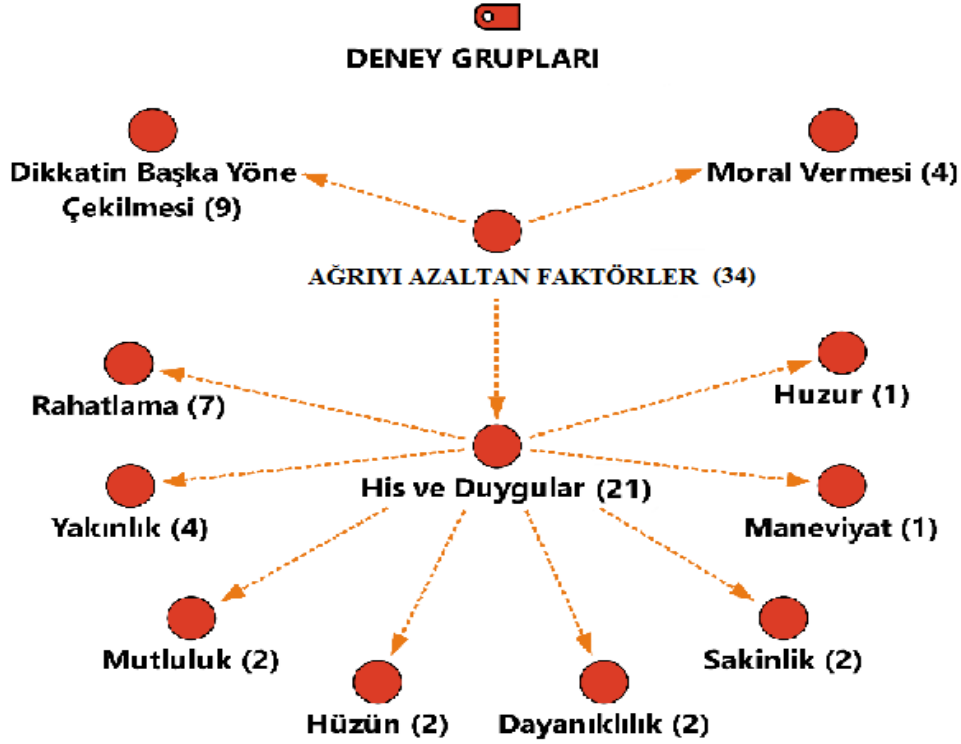 DENEY GRUPLARI
Dikkatin Başka Yöne
Çekilmesi (9)
Moral Vermesi (4)
AĞRIYI AZALTAN FAKTÖRLER (34)
Rahatlama (7)
Huzur (1)
His ve Duygular (21)
Yakınlık (4)
Maneviyat (1)
Mutluluk (2)
Sakinlik (2)
Hüzün (2)
Dayanıklılık (2)